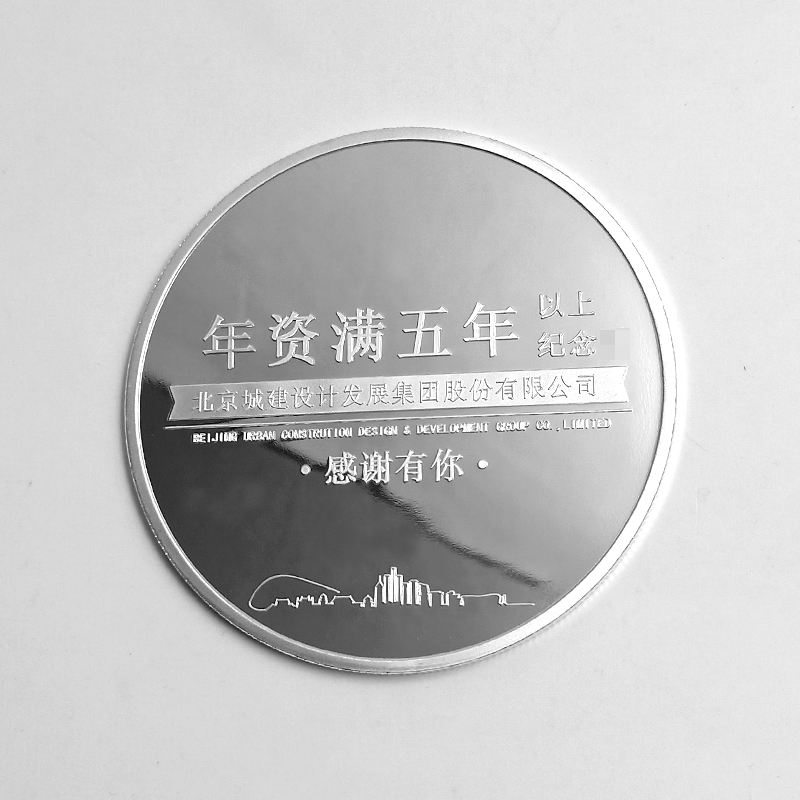 年资满五年 以上
纪念
北京城建设计发展集团股份有限公司
BEIJING URBAN CONSTRUTION DESIGN & DEVELOPMENT GROUP CO.,LIMITED
·感谢有你·